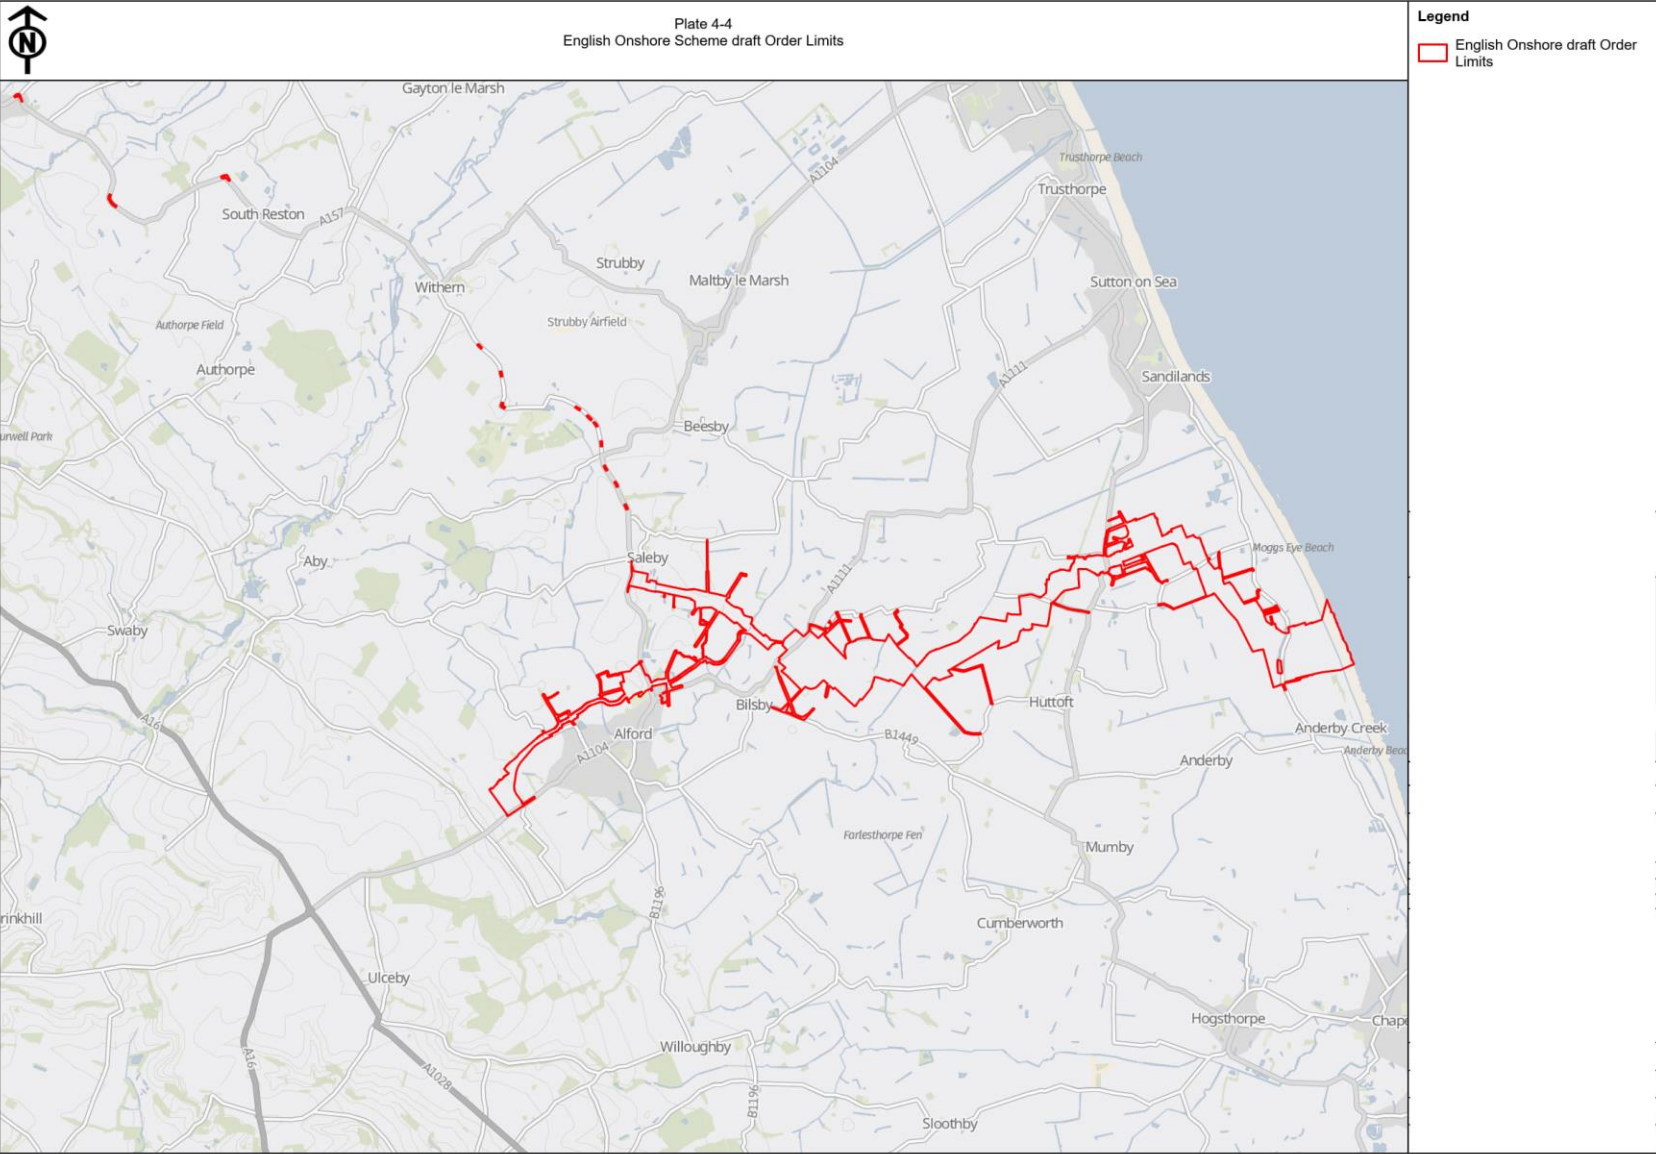 Plate 4-4
English Onshore Scheme draft Order Limits
N
Legend
English Onshore draft Order
Limits
Gayton le Marsh
Trusthorpe Beach
A1104
Trusthorpe
South Reston
A157
Strubby
Maltby le Marsh
Sutton on Sea
Withern
Authorpe Field
Strubby Airfield
Authorpe
A1111
Sandilands
urwell Park
Beesby
Moggs Eye Beach
Saleby
Aby
A1111
Swaby
Bilsby
Huttoft
A16
Alford
B1449
Anderby Creek
A1104
Anderby Beac
Anderby
Farlesthorpe Fen
Mumby
B1196
rinkhill
Cumberworth
Ulceby
Hogsthorpe
Chape
Willoughby
A16
A1028
B1196
Sloothby